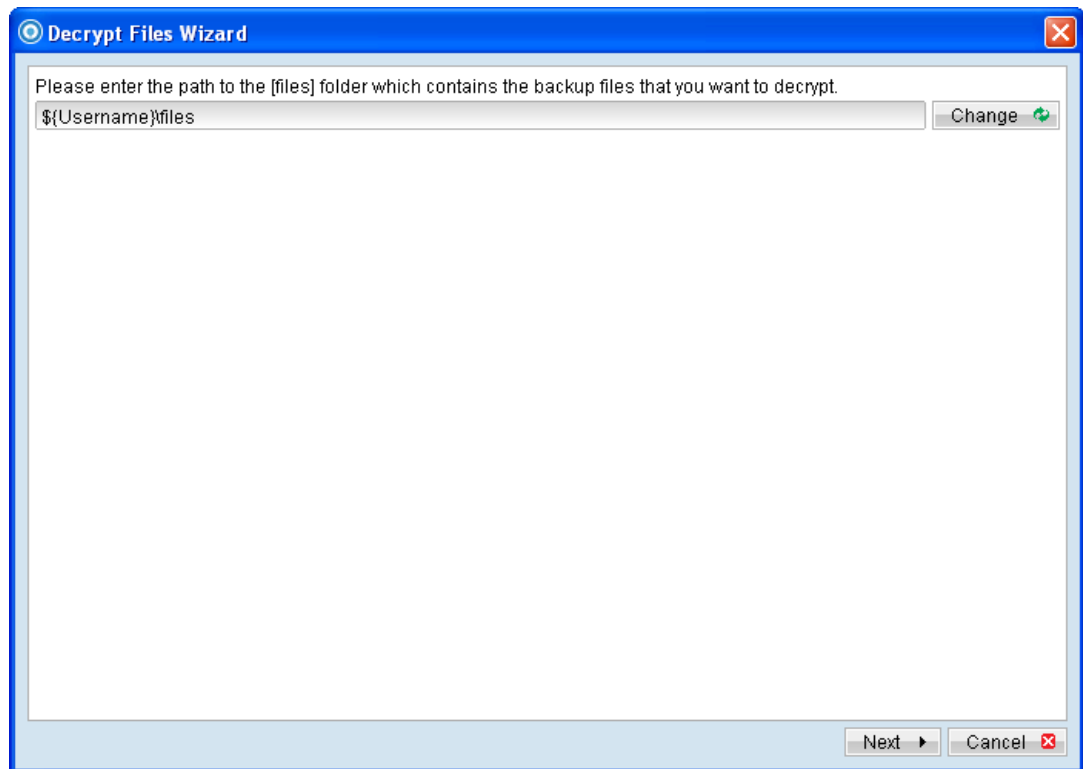 Decrypt Files Wizard
Please enter the path to the [files] folder which contains the backup files that you want to decrypt.
${Username}\files
Change
Next
Cancel